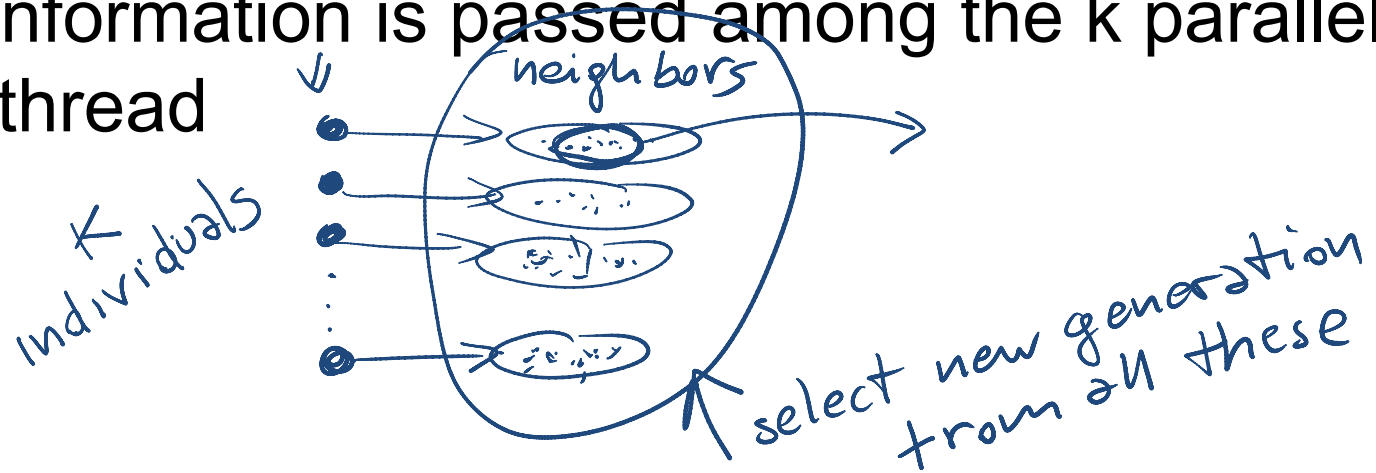 nformation is passed among the k parallel
thread
neighbors
K
individuals
select new generation
from all these